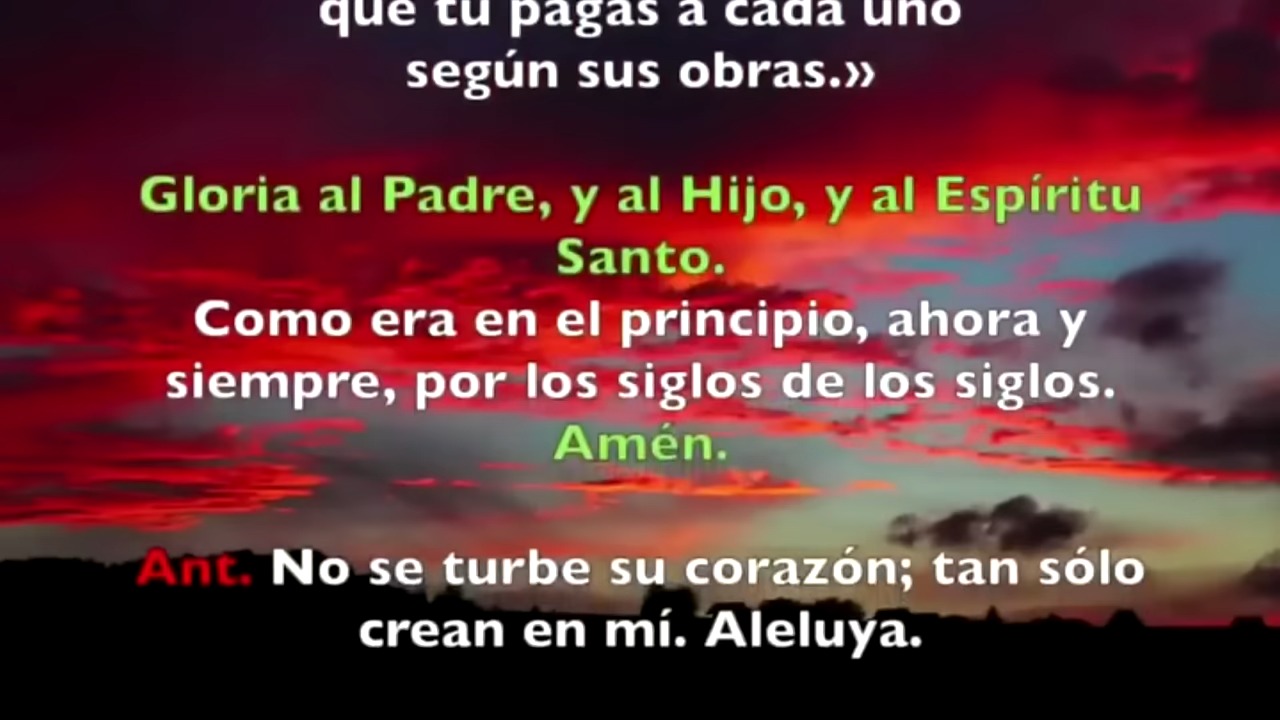 que tú pagas a cada uno
según sus obras.»
Gloria al Padre, y al Hijo, y al Espíritu
Santo.
Como era en el principio, ahora y
siempre, por los siglos de los siglos.
Amén.
Ant. No se turbe su corazón; tan sólo
crean en mí. Aleluya.